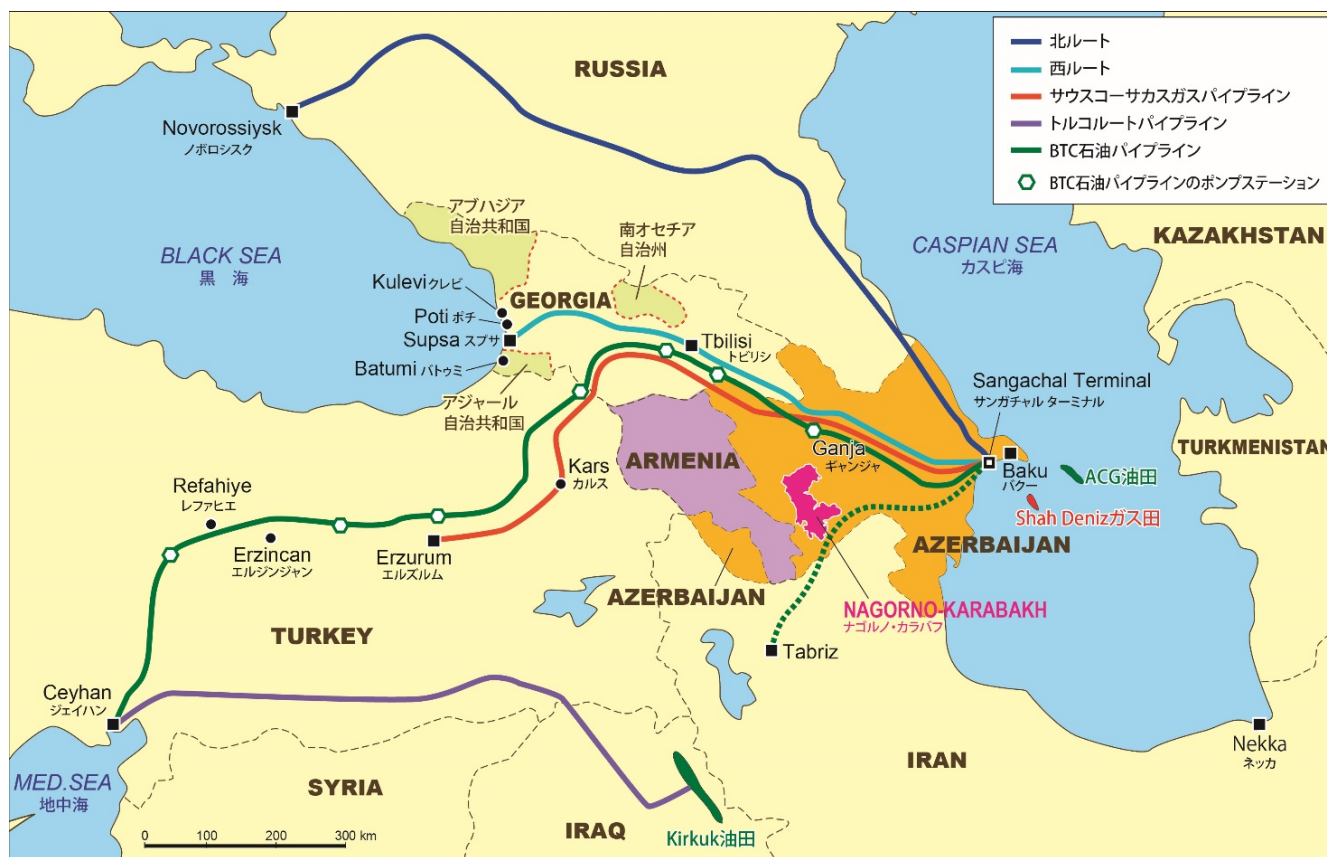 RUSSIA
北ルート
西ルート
サウスコーサカスガスパイプライン
トルコルートパイプライン
BTC石油パイプライン
BTC石油パイプラインのポンプステーション
Novorossiysk
ノボロシスク
アブハジア
自治共和国
南オセチア
自治州
BLACK SEA
黒 海
CASPIAN SEA
カスピ海
KAZAKHSTAN
Kulevi クレビ
GEORGIA
Poti ポチ
Supsa スプサ
Batumi バトゥミ
Tbilisi
トビリシ
アジャール
自治共和国
Sangachal Terminal
サンガチャル ターミナル
TURKMENISTAN
ARMENIA
Ganja
ギャンジャ
Baku
バクー
ACG油田
Shah Denizガス田
Kars
カルス
Refahiye
レファヒエ
Erzincan
エルジンジャン
Erzurum
エルズルム
AZERBAIJAN
AZERBAIJAN
NAGORNO-KARABAKH
ナゴルノ・カラバフ
TURKEY
Tabriz
Ceyhan
ジェイハン
Nekka
ネッカ
MED.SEA
地中海
SYRIA
IRAN
IRAQ
Kirkuk油田
0 100 200 300 km